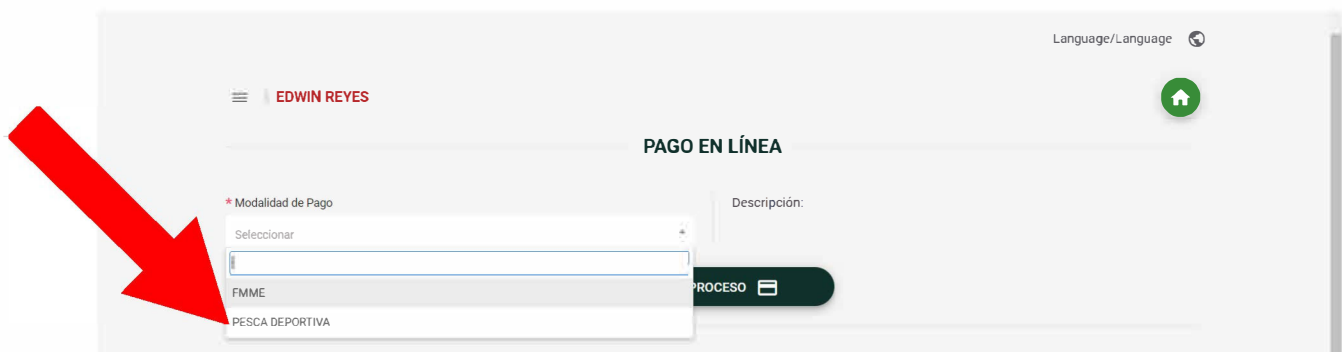 Language/Language
EDWIN REYES
PAGO EN LÍNEA
* Modalidad de Pago
Descripción:
Seleccionar
FMME
PROCESO
PESCA DEPORTIVA